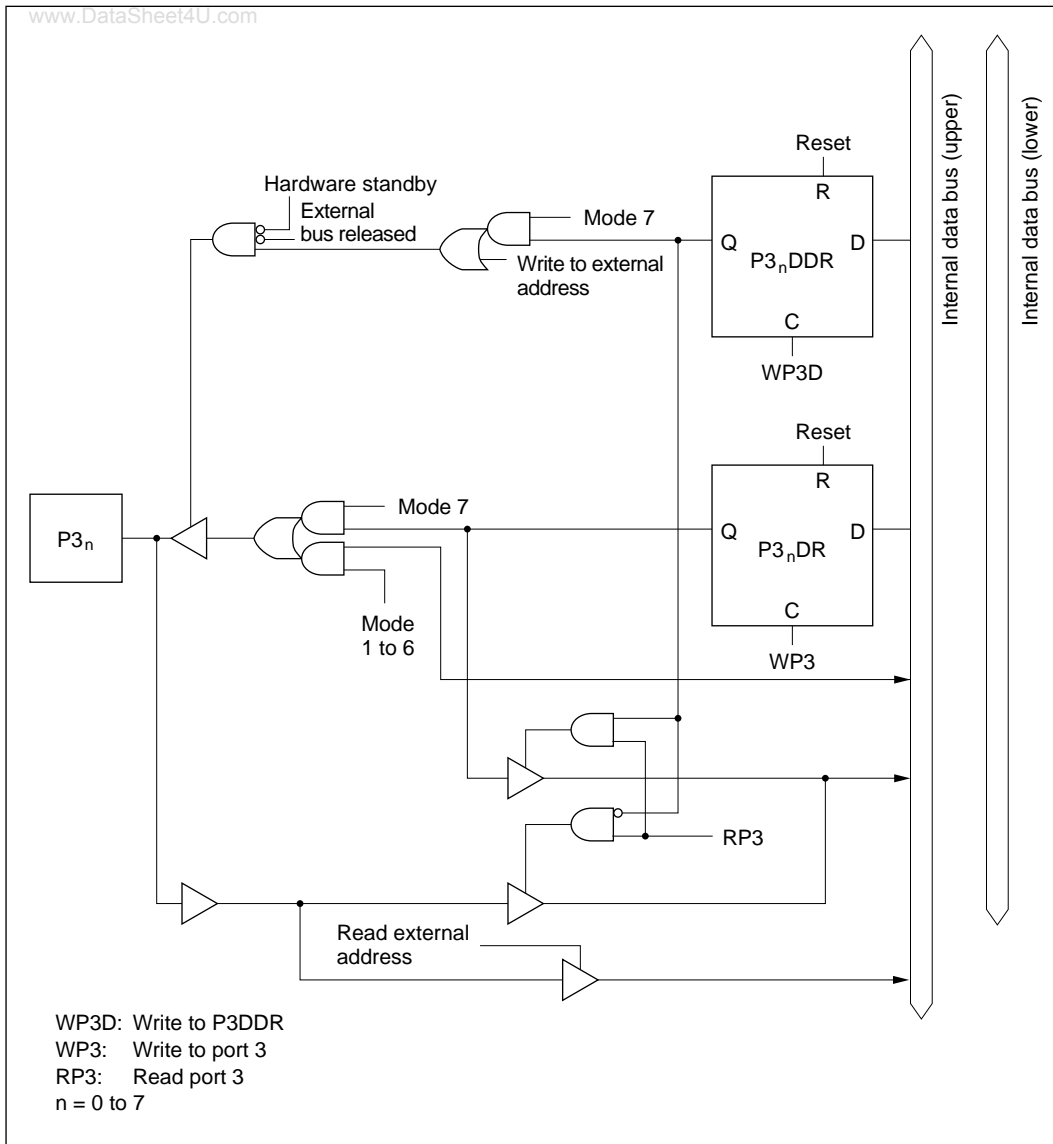 www.DataSheet4U.com
Hardware standby
External
bus released
Mode 7
Write to external
address
Reset
R
Q
P3nDDR
D
C
WP3D
Internal data bus (upper)
Internal data bus (lower)
Reset
R
Q
P3nDR
D
C
WP3
P3n
Mode 7
Mode
1 to 6
RP3
Read external
address
WP3D: Write to P3DDR
WP3: Write to port 3
RP3: Read port 3
n = 0 to 7